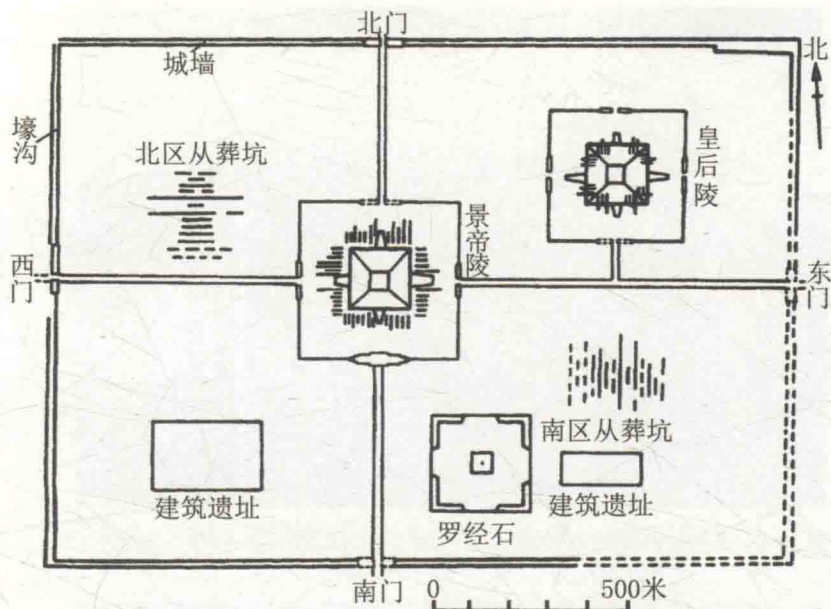 北门
北
城墙
壕沟
北区从葬坑
皇后陵
景帝陵
西门
东门
南区从葬坑
建筑遗址
建筑遗址
罗经石
南门
0
500米